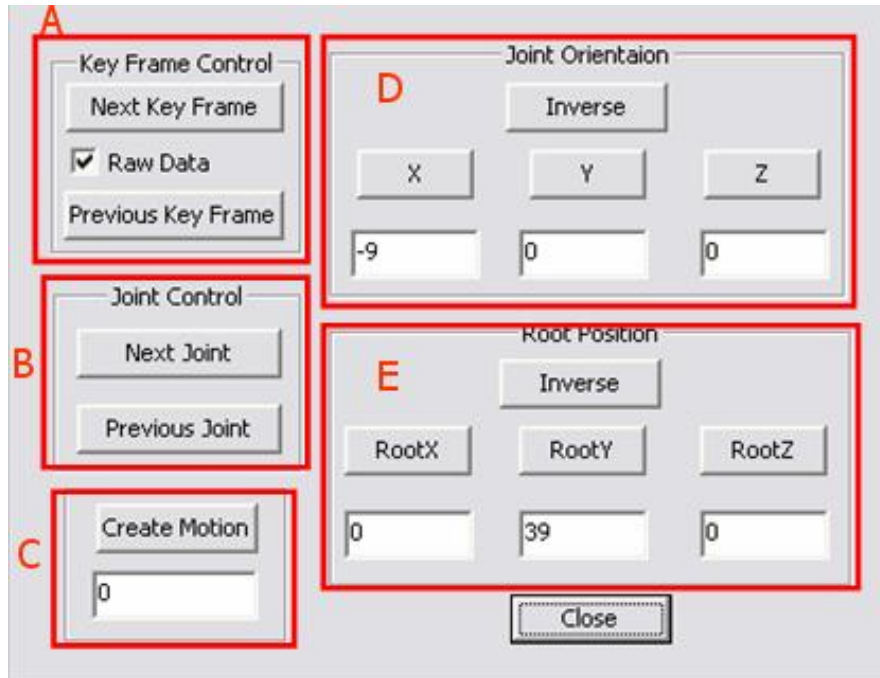 A
Key Frame Control
Next Key Frame
Raw Data
Previous Key Frame
B
Joint Control
Next Joint
Previous Joint
C
Create Motion
0
Joint Orientaion
D
Inverse
X Y Z
-9 0 0
Root Position
E
Inverse
RootX RootY RootZ
0 39 0
Close